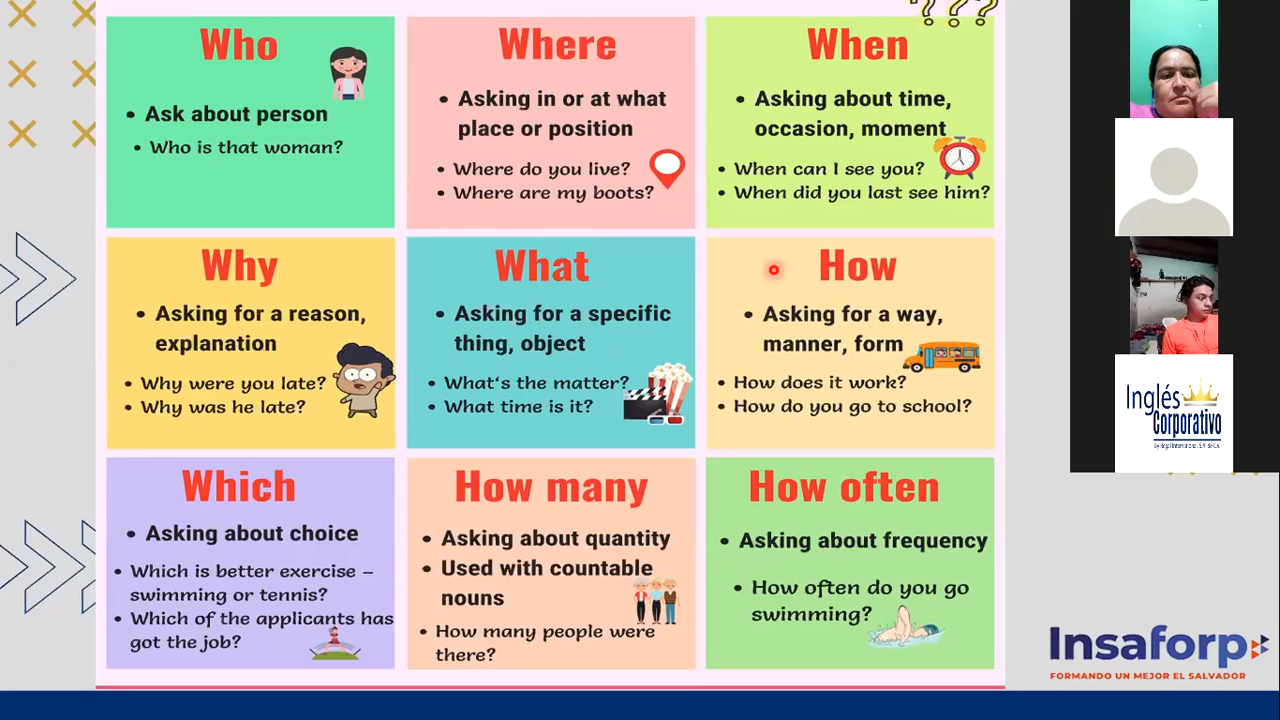 ? ? ?
Who
• Ask about person
• Who is that woman?
Where
• Asking in or at what
place or position
• Where do you live?
• Where are my boots?
When
• Asking about time,
occasion, moment
• When can I see you?
• When did you last see him?
Why
• Asking for a reason,
explanation
• Why were you late?
• Why was he late?
What
• Asking for a specific
thing, object
• What's the matter?
• What time is it?
How
• Asking for a way,
manner, form
• How does it work?
• How do you go to school?
Which
• Asking about choice
• Which is better exercise –
swimming or tennis?
• Which of the applicants has
got the job?
How many
• Asking about quantity
• Used with countable
nouns
• How many people were
there?
How often
• Asking about frequency
• How often do you go
swimming?
Inglés
Corporativo
By Regal International S.A. de C.V.
Insaforp
FORMANDO UN MEJOR EL SALVADOR